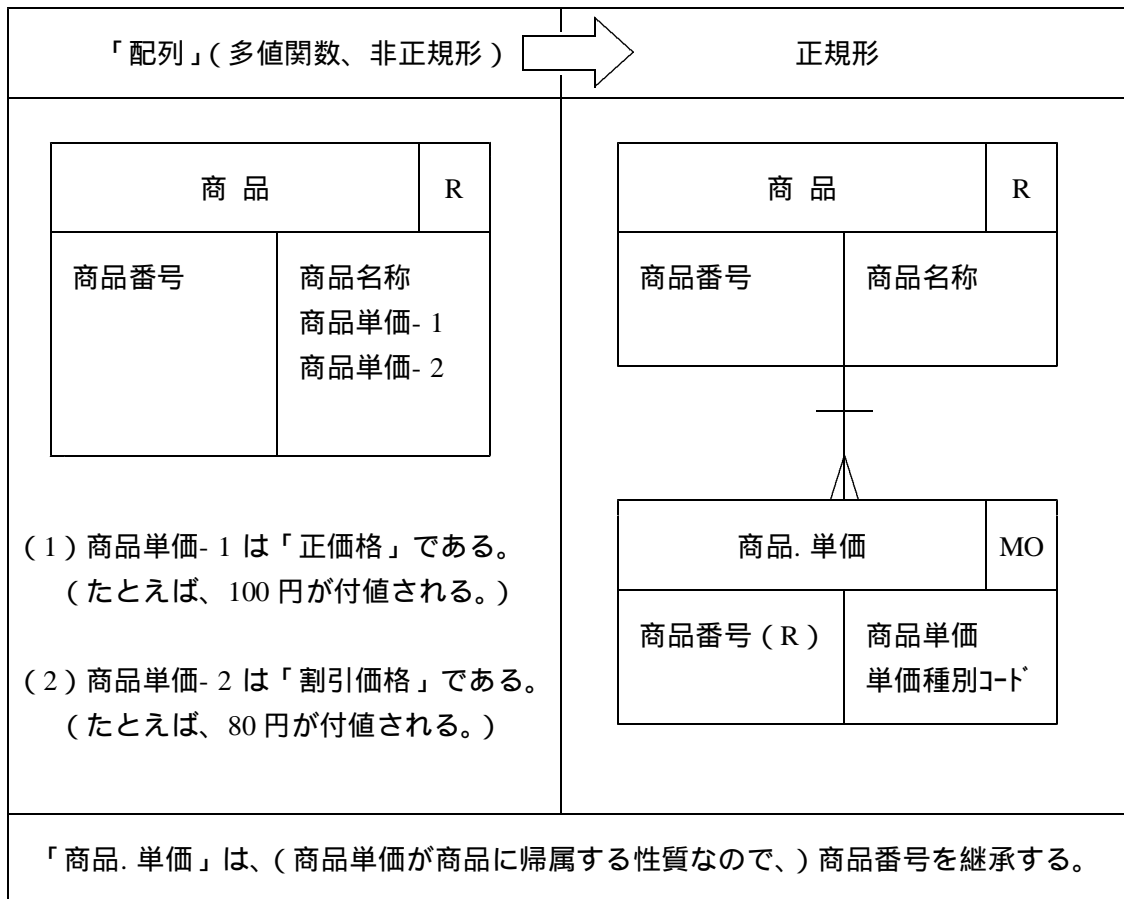 「配列」(多値関数、非正規形)
正規形
商 品
R
商品番号
商品名称
商品単価- 1
商品単価- 2
(1)商品単価- 1 は「正価格」である。
(たとえば、100 円が付値される。)
(2)商品単価- 2 は「割引価格」である。
(たとえば、80 円が付値される。)
商 品
R
商品番号
商品名称
商品. 単価
MO
商品番号(R)
商品単価
単価種別ｺｰﾄﾞ
「商品. 単価」は、(商品単価が商品に帰属する性質なので、)商品番号を継承する。